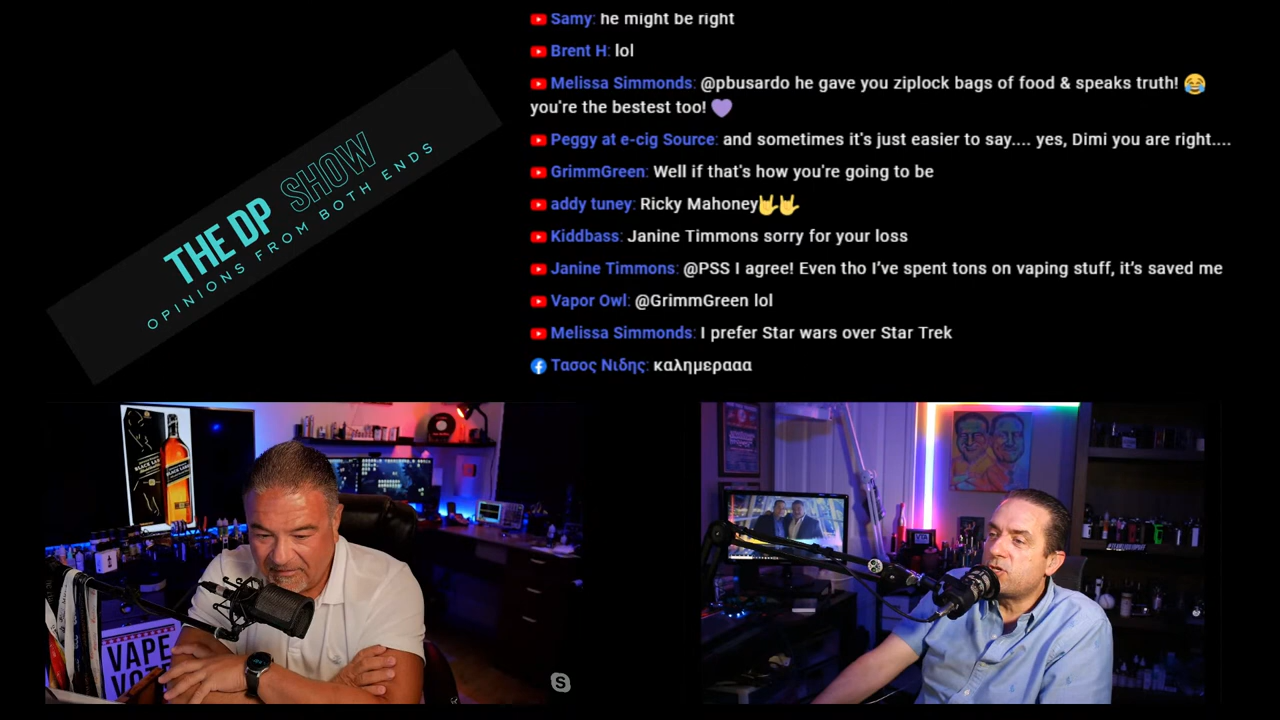 Samy: he might be right
Brent H: lol
Melissa Simmonds: @pbusardo he gave you ziplock bags of food & speaks truth! 😂
you're the bestest too! 💜
Peggy at e-cig Source: and sometimes it's just easier to say.... yes, Dimi you are right....
GrimmGreen: Well if that's how you're going to be
addy tuney: Ricky Mahoney🤘🤘
Kiddbass: Janine Timmons sorry for your loss
Janine Timmons: @PSS I agree! Even tho I’ve spent tons on vaping stuff, it’s saved me
Vapor Owl: @GrimmGreen lol
Melissa Simmonds: I prefer Star wars over Star Trek
Τασος Νιδης: καλημερααα
THE DP SHOW
OPINIONS FROM BOTH ENDS
BLACK LABEL
VAPE